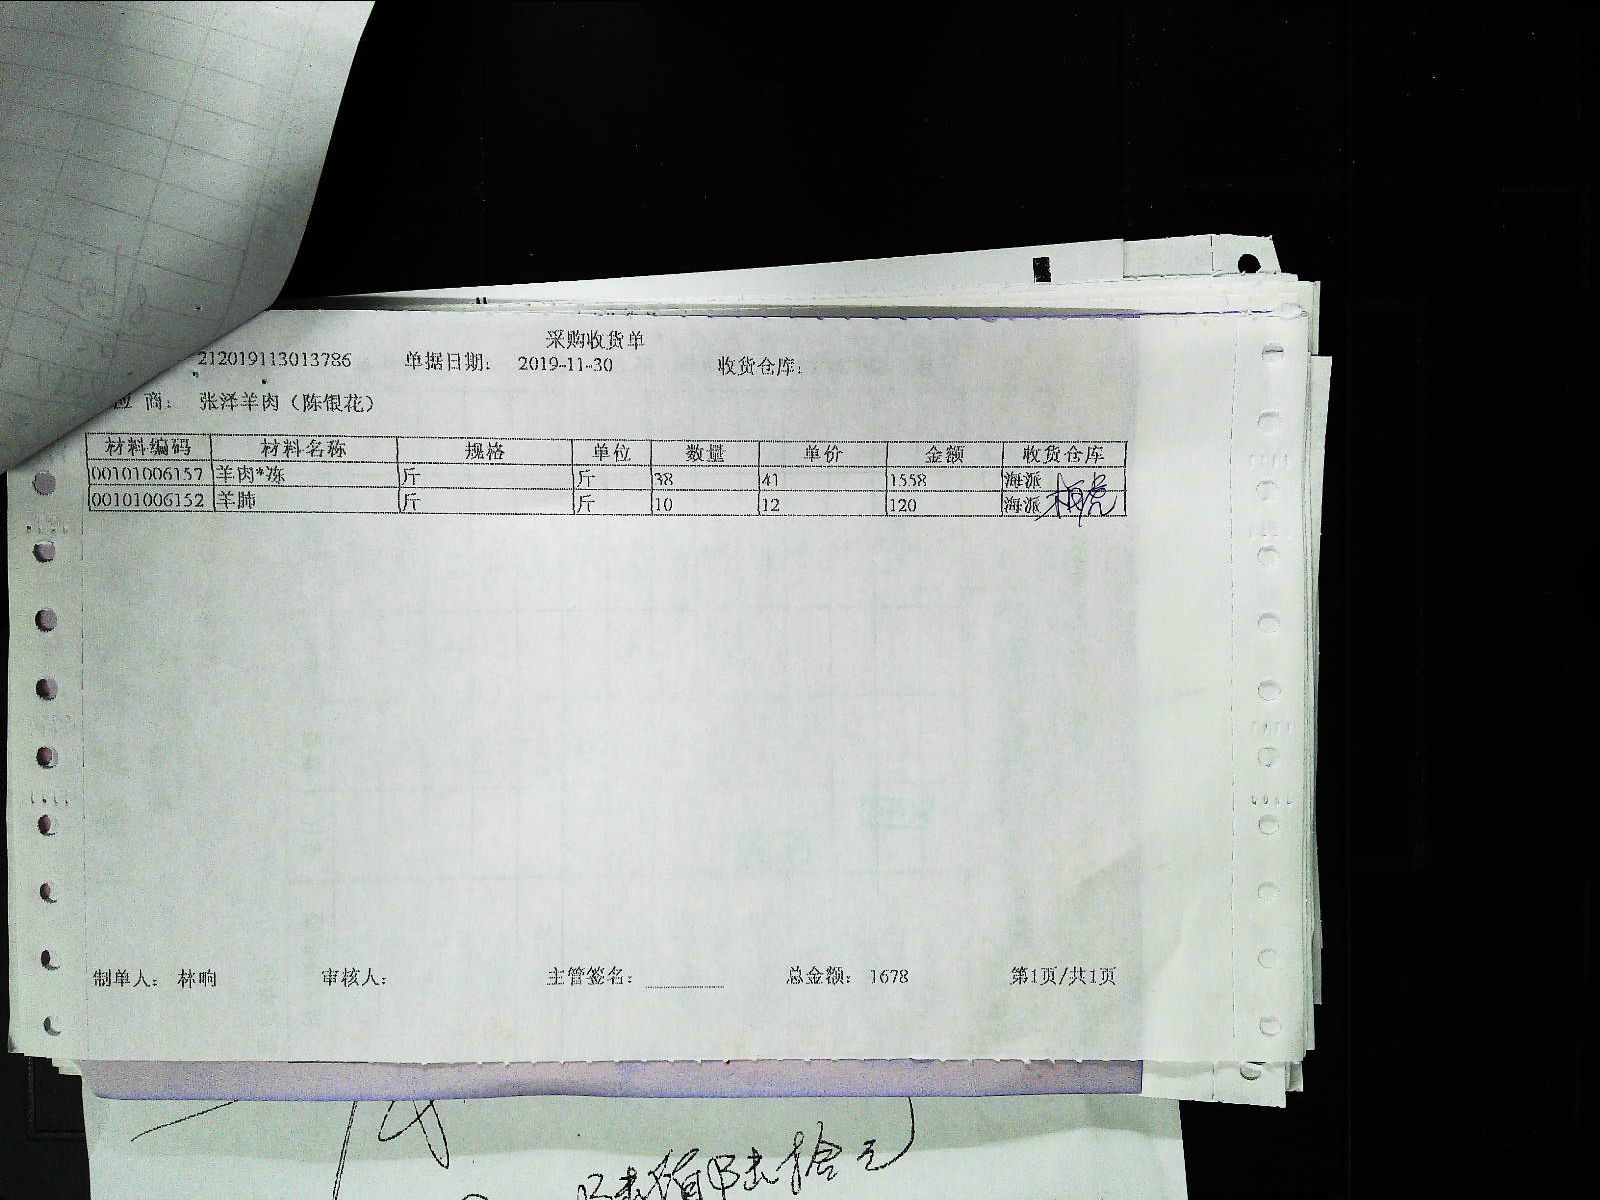 采购收货单
212019113013786 单据日期: 2019-11-30 收货仓库:
应 商: 张泽羊肉（陈银花）
材料编码 材料名称 规格 单位 数量 单价 金额 收货仓库
00101006157 羊肉*冻 斤 斤 38 41 1558 海派
00101006152 羊肺 斤 斤 10 12 120 海派
制单人: 林响 审核人: 主管签名: 总金额: 1678 第1页/共1页